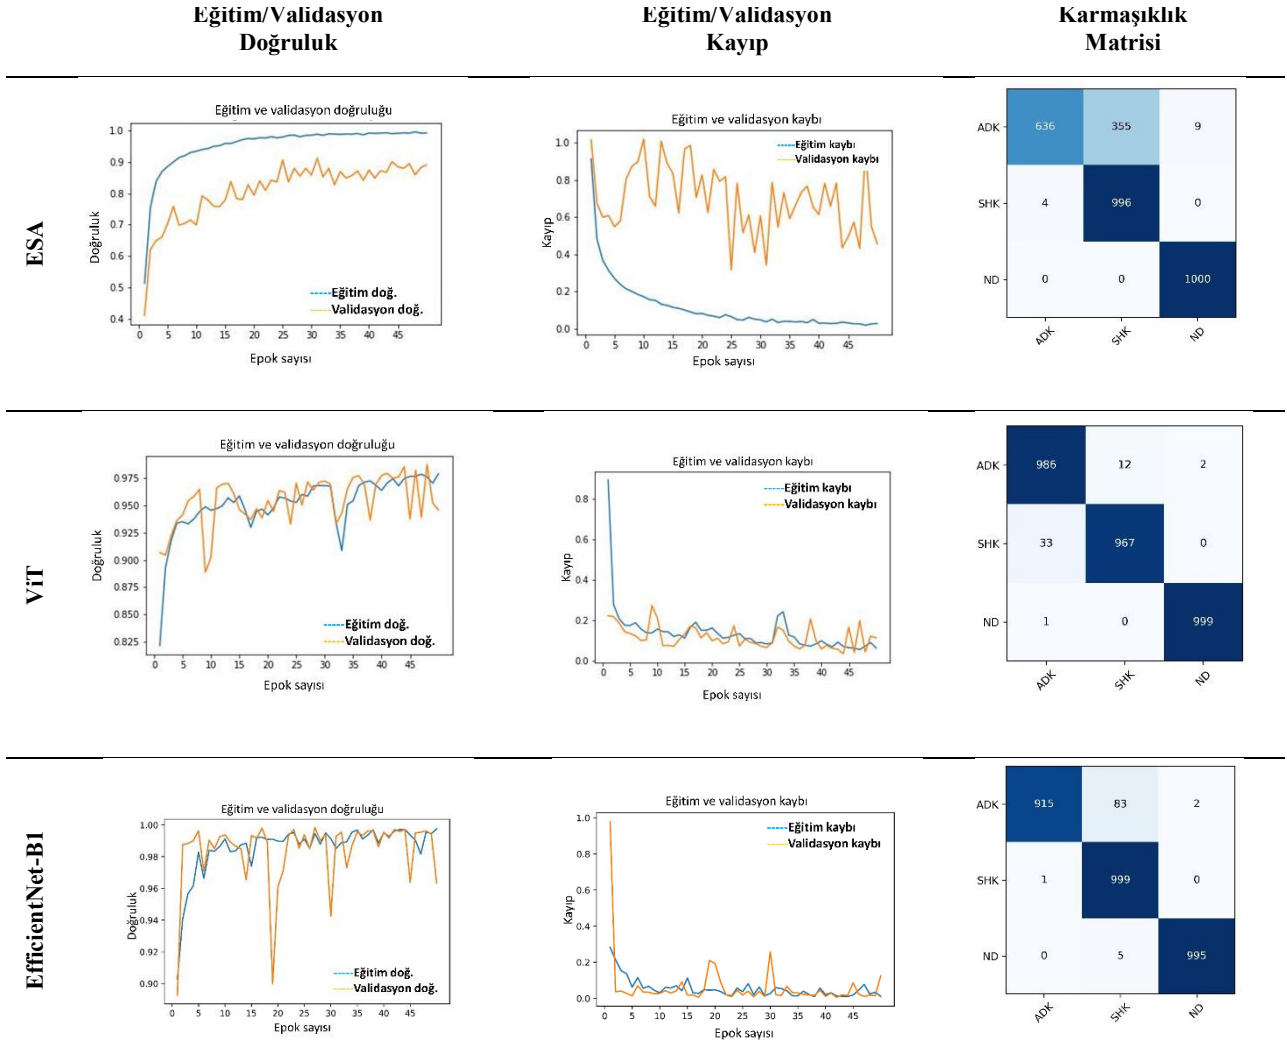 Eğitim/Validasyon
Doğruluk
Eğitim/Validasyon
Kayıp
Karmaşıklık
Matrisi
ESA
Eğitim ve validasyon doğruluğu
1.0
0.9
0.8
0.7
0.6
0.5
0.4
Doğruluk
Eğitim doğ.
Validasyon doğ.
0 5 10 15 20 25 30 35 40 45
Epok sayısı
Eğitim ve validasyon kaybı
1.0
0.8
0.6
0.4
0.2
0.0
Kayıp
Eğitim kaybı
Validasyon kaybı
0 5 10 15 20 25 30 35 40 45
Epok sayısı
ADK 636 355 9
SHK 4 996 0
ND 0 0 1000
ADK SHK ND
ViT
Eğitim ve validasyon doğruluğu
0.975
0.950
0.925
0.900
0.875
0.850
0.825
Doğruluk
Eğitim doğ.
Validasyon doğ.
0 5 10 15 20 25 30 35 40 45
Epok sayısı
Eğitim ve validasyon kaybı
0.8
0.6
0.4
0.2
0.0
Kayıp
Eğitim kaybı
Validasyon kaybı
0 5 10 15 20 25 30 35 40 45
Epok sayısı
ADK 986 12 2
SHK 33 967 0
ND 1 0 999
ADK SHK ND
EfficientNet-B1
Eğitim ve validasyon doğruluğu
1.00
0.98
0.96
0.94
0.92
0.90
Doğruluk
Eğitim doğ.
Validasyon doğ.
0 5 10 15 20 25 30 35 40 45
Epok sayısı
Eğitim ve validasyon kaybı
1.0
0.8
0.6
0.4
0.2
0.0
Kayıp
Eğitim kaybı
Validasyon kaybı
0 5 10 15 20 25 30 35 40 45
Epok sayısı
ADK 915 83 2
SHK 1 999 0
ND 0 5 995
ADK SHK ND